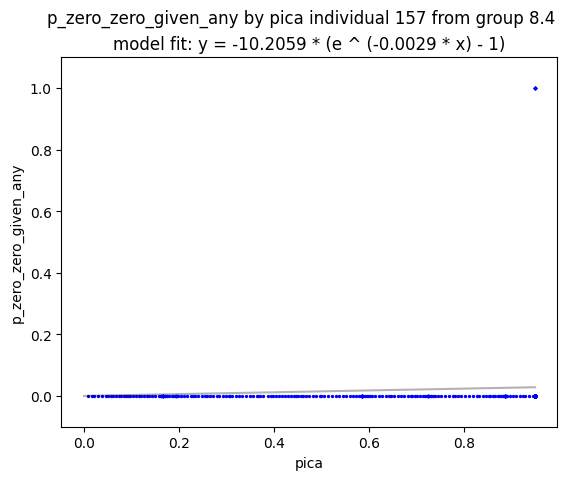 p_zero_zero_given_any by pica individual 157 from group 8.4
model fit: y = -10.2059 * (e ^ (-0.0029 * x) - 1)
1.0
0.8
0.6
0.4
0.2
0.0
p_zero_zero_given_any
0.0 0.2 0.4 0.6 0.8
pica